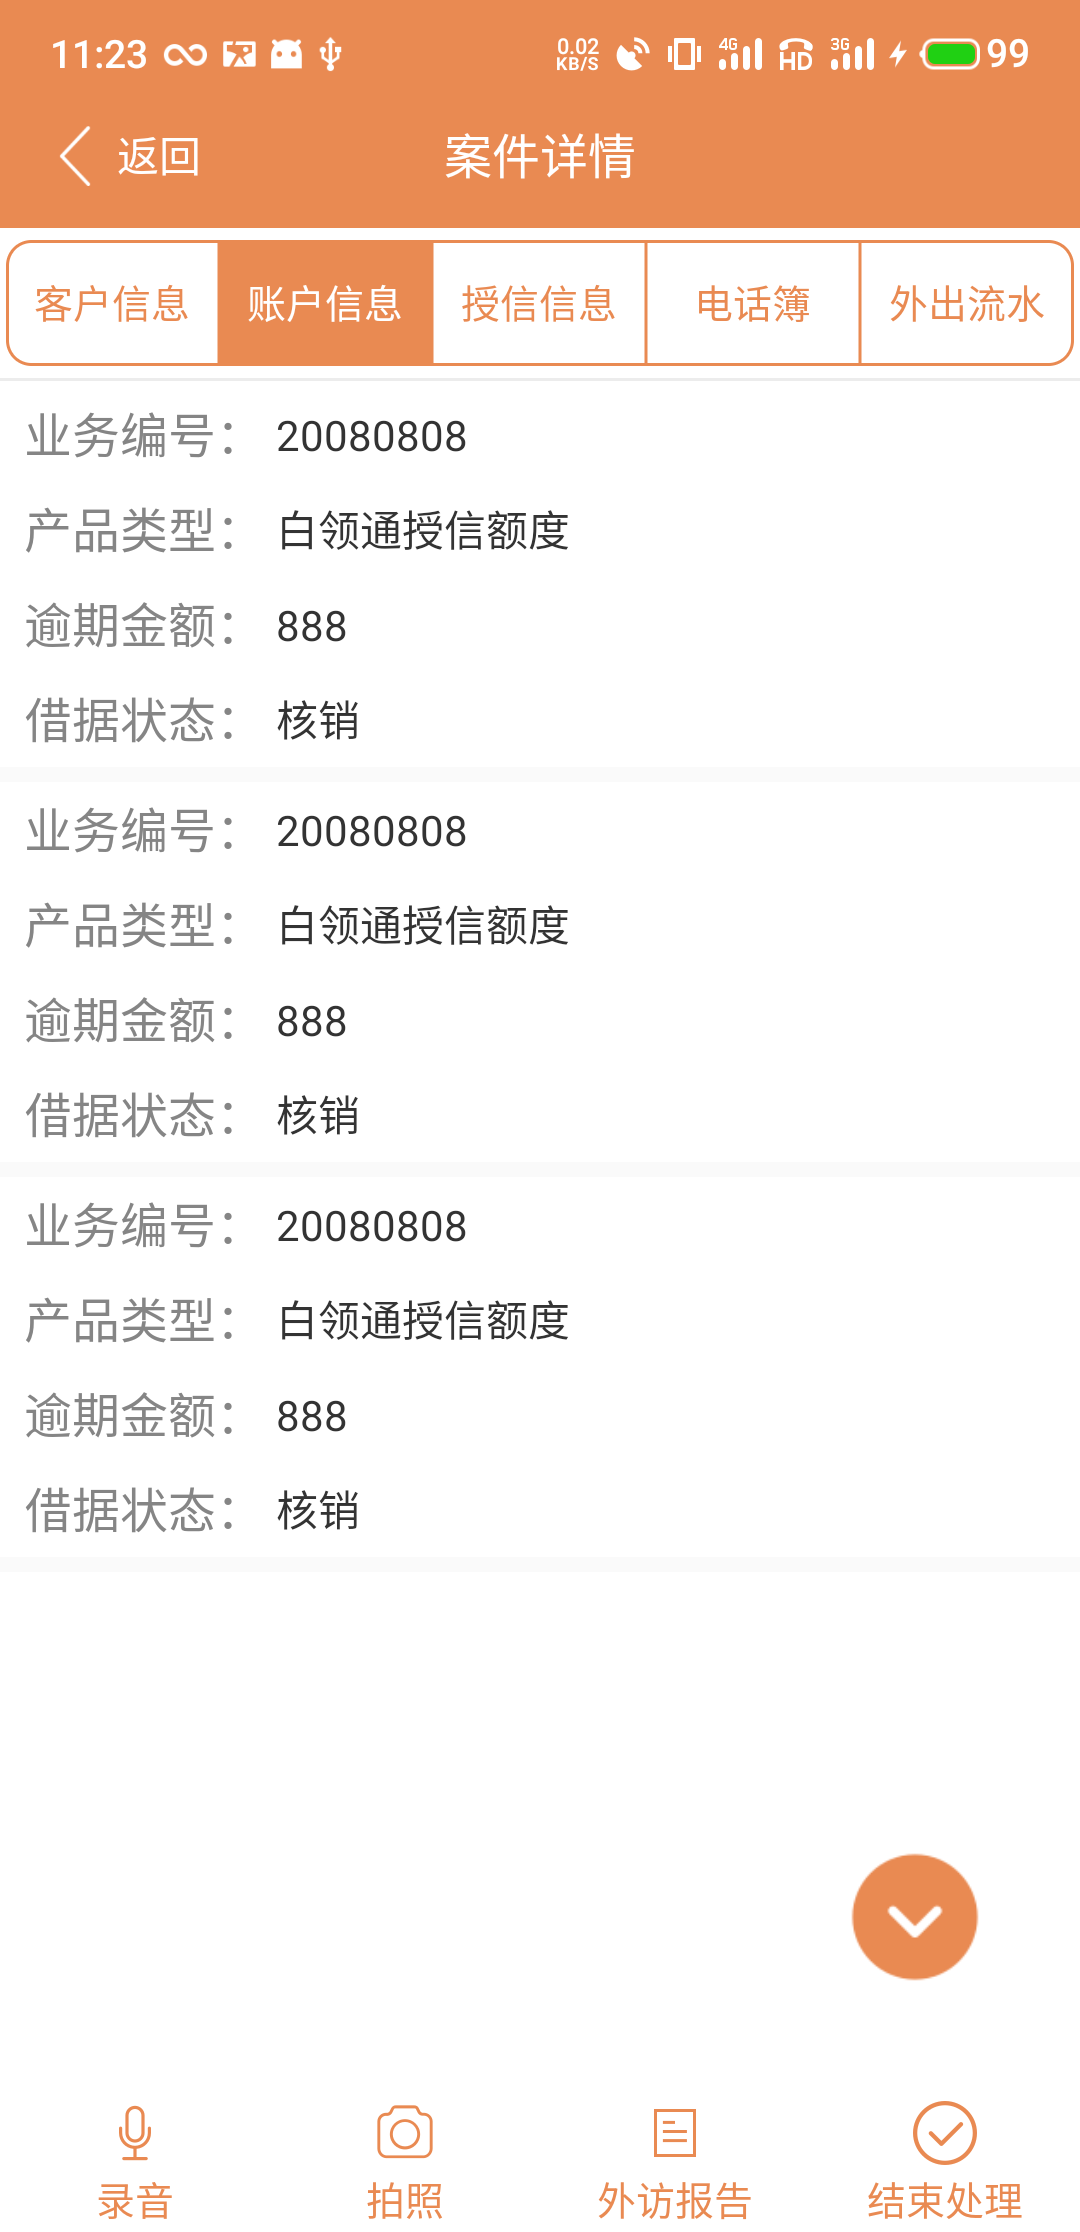 11:23 0.02 KB/S 4G HD 3G 99
返回 案件详情
客户信息 账户信息 授信信息 电话簿 外出流水
业务编号： 20080808
产品类型： 白领通授信额度
逾期金额： 888
借据状态： 核销
业务编号： 20080808
产品类型： 白领通授信额度
逾期金额： 888
借据状态： 核销
业务编号： 20080808
产品类型： 白领通授信额度
逾期金额： 888
借据状态： 核销
录音 拍照 外访报告 结束处理